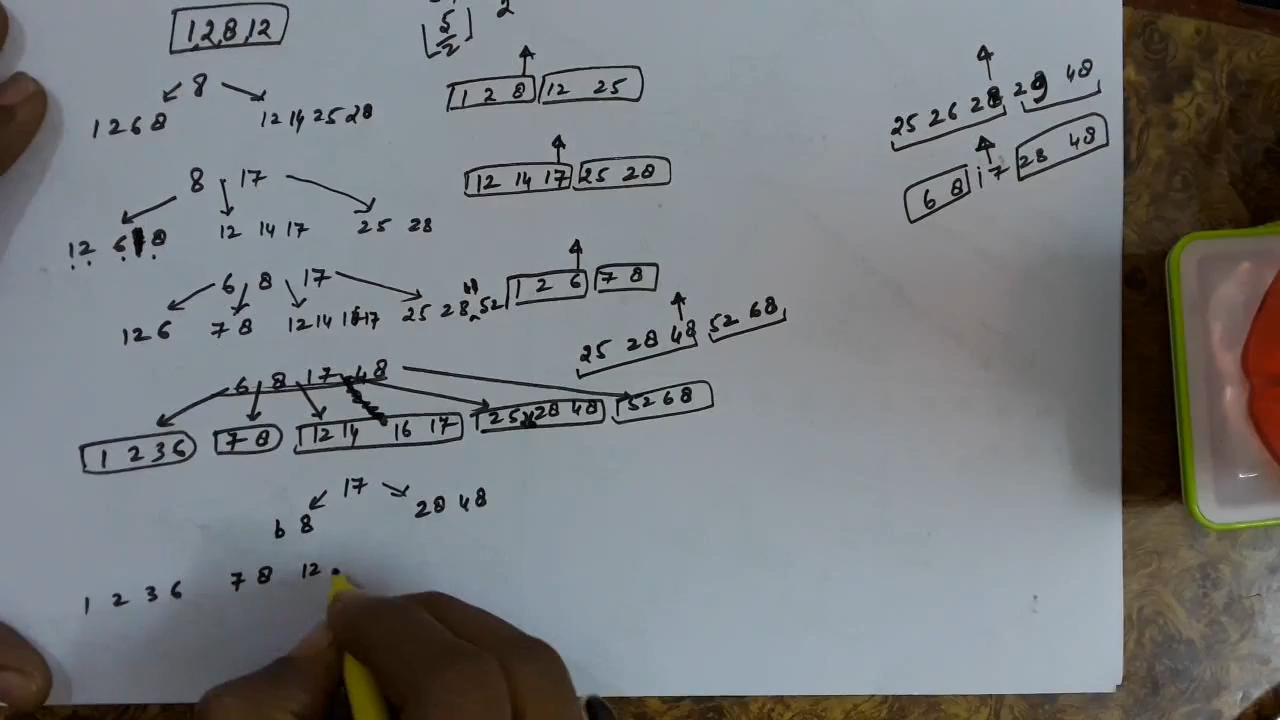 1,2,8,12
⌊5/2⌋ 2
8
1 2 6 8
12 14 25 28
1 2 8 12 25
8 17
1 2 6 8
12 14 17
25 28
12 14 17 25 28
6 8 17
1 2 6
7 8
12 14 16 17
25 28 52
1 2 6 7 8
25 28 48 52 68
6 8 17 48
1 2 3 6
7 8
12 14 16 17
25 28 48
52 68
17
6 8
28 48
1 2 3 6 7 8 12
25 26 28 29 48
6 8 17 28 48